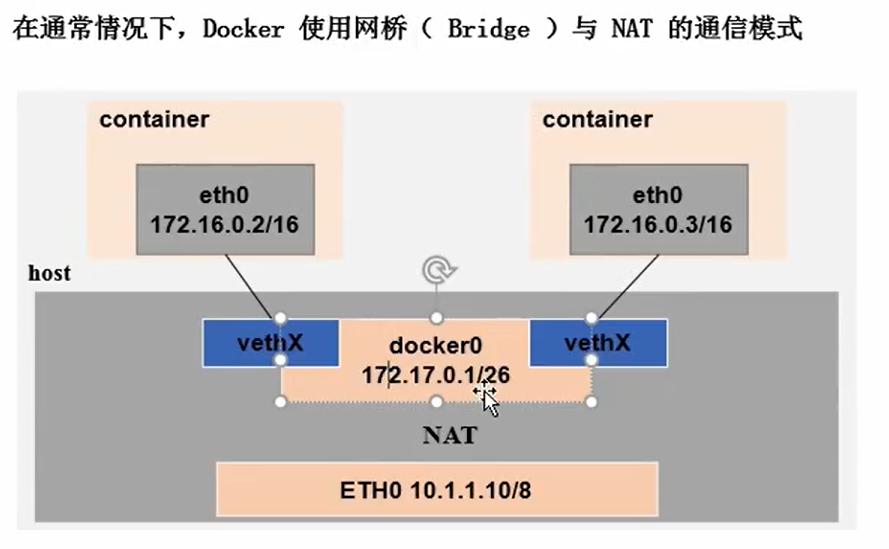 在通常情况下，Docker 使用网桥（ Bridge ）与 NAT 的通信模式
container
container
eth0
172.16.0.2/16
eth0
172.16.0.3/16
host
vethX
docker0
172.17.0.1/26
vethX
NAT
ETH0 10.1.1.10/8